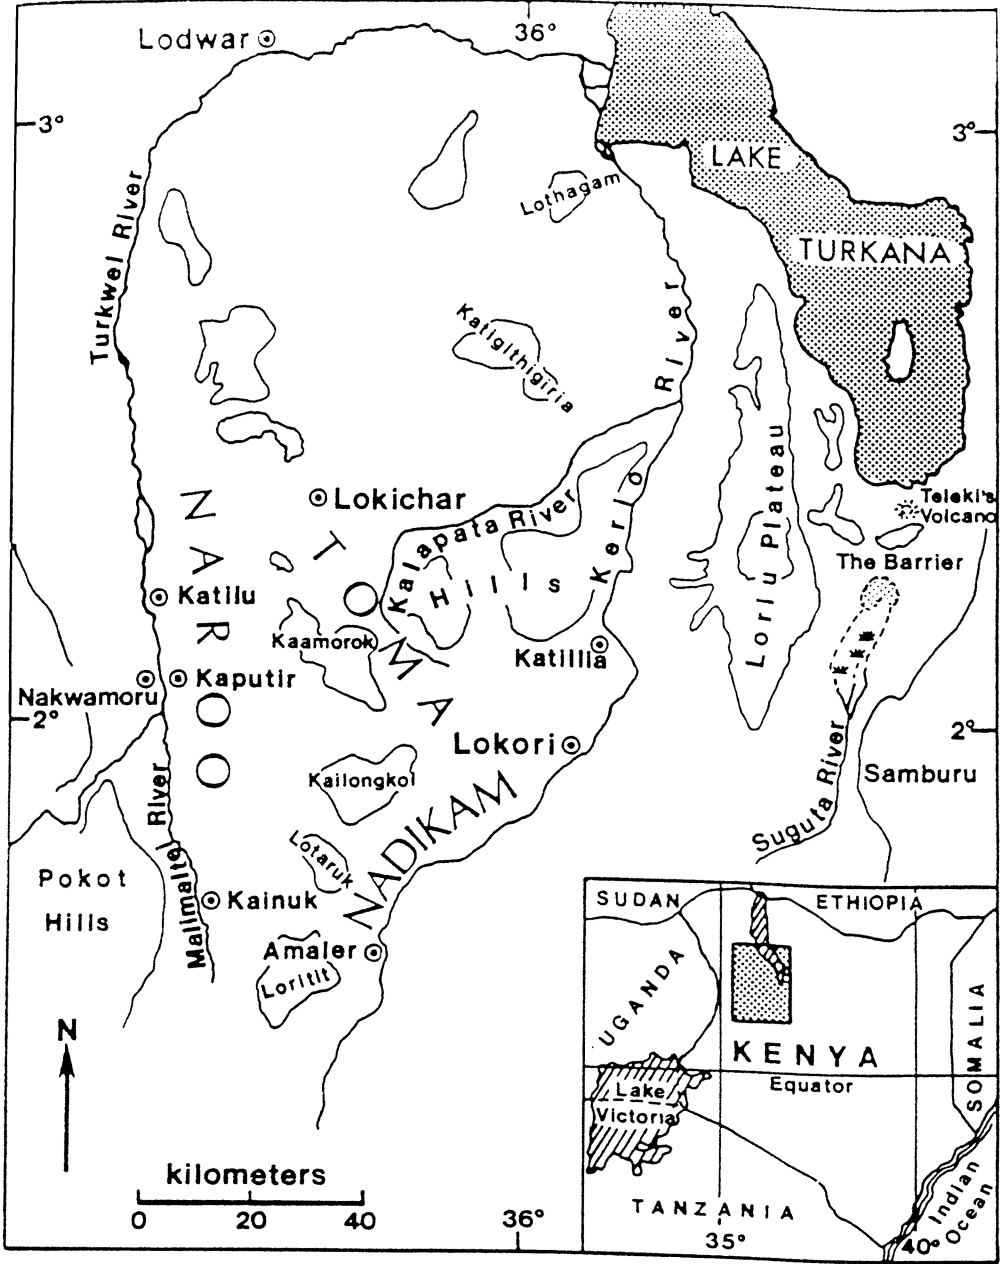 Lodwar
36°
3°
3°
LAKE
TURKANA
Turkwel River
Lothagam
Katigithigiria
River
Lokichar
Kalapata River
Kerio
Loriu Plateau
Teleki's
Volcano
The Barrier
NAROO
TOMA
Hills
Katilu
Kaamorok
Katillia
Nakwamoru
Kaputir
2°
2°
Lokori
Kailongkol
NADIKAM
Samburu
Suguta River
Malimalte River
Lotaruk
Pokot
Hills
Kainuk
Amaler
Loritit
N
kilometers
0 20 40
36°
SUDAN
ETHIOPIA
UGANDA
KENYA
Equator
SOMALIA
Lake
Victoria
TANZANIA
Indian
Ocean
35°
40°